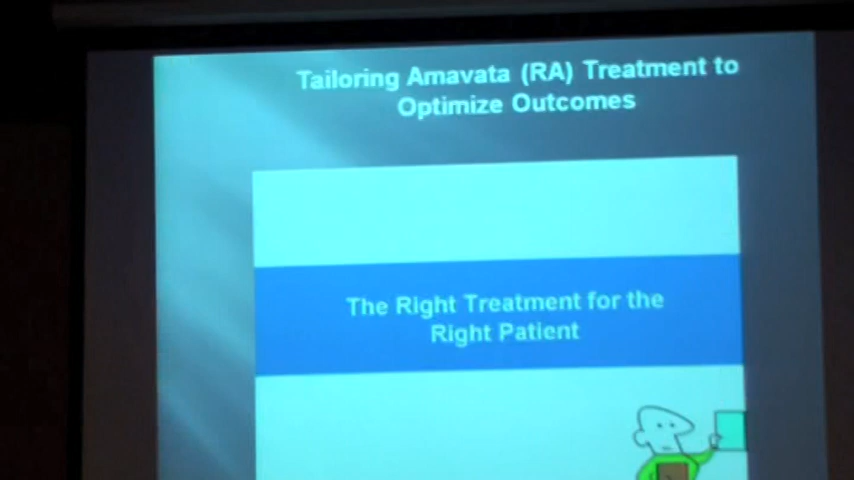 Tailoring Amavata (RA) Treatment to
Optimize Outcomes
The Right Treatment for the
Right Patient